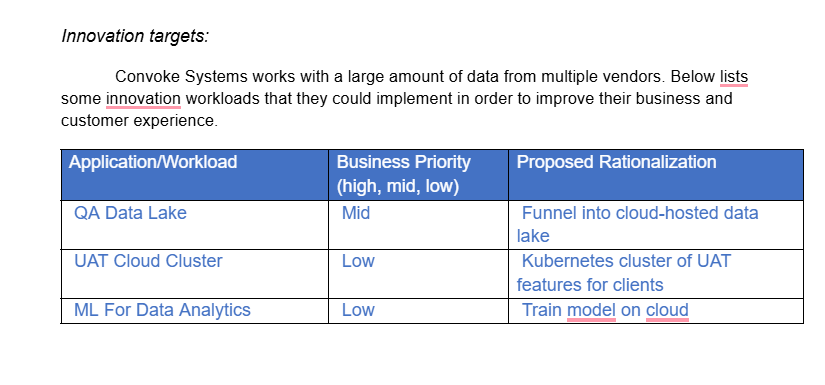 Innovation targets:
Convoke Systems works with a large amount of data from multiple vendors. Below lists
some innovation workloads that they could implement in order to improve their business and
customer experience.
Application/Workload Business Priority Proposed Rationalization
(high, mid, low)
QA Data Lake Mid Funnel into cloud-hosted data
lake
UAT Cloud Cluster Low Kubernetes cluster of UAT
features for clients
ML For Data Analytics Low Train model on cloud